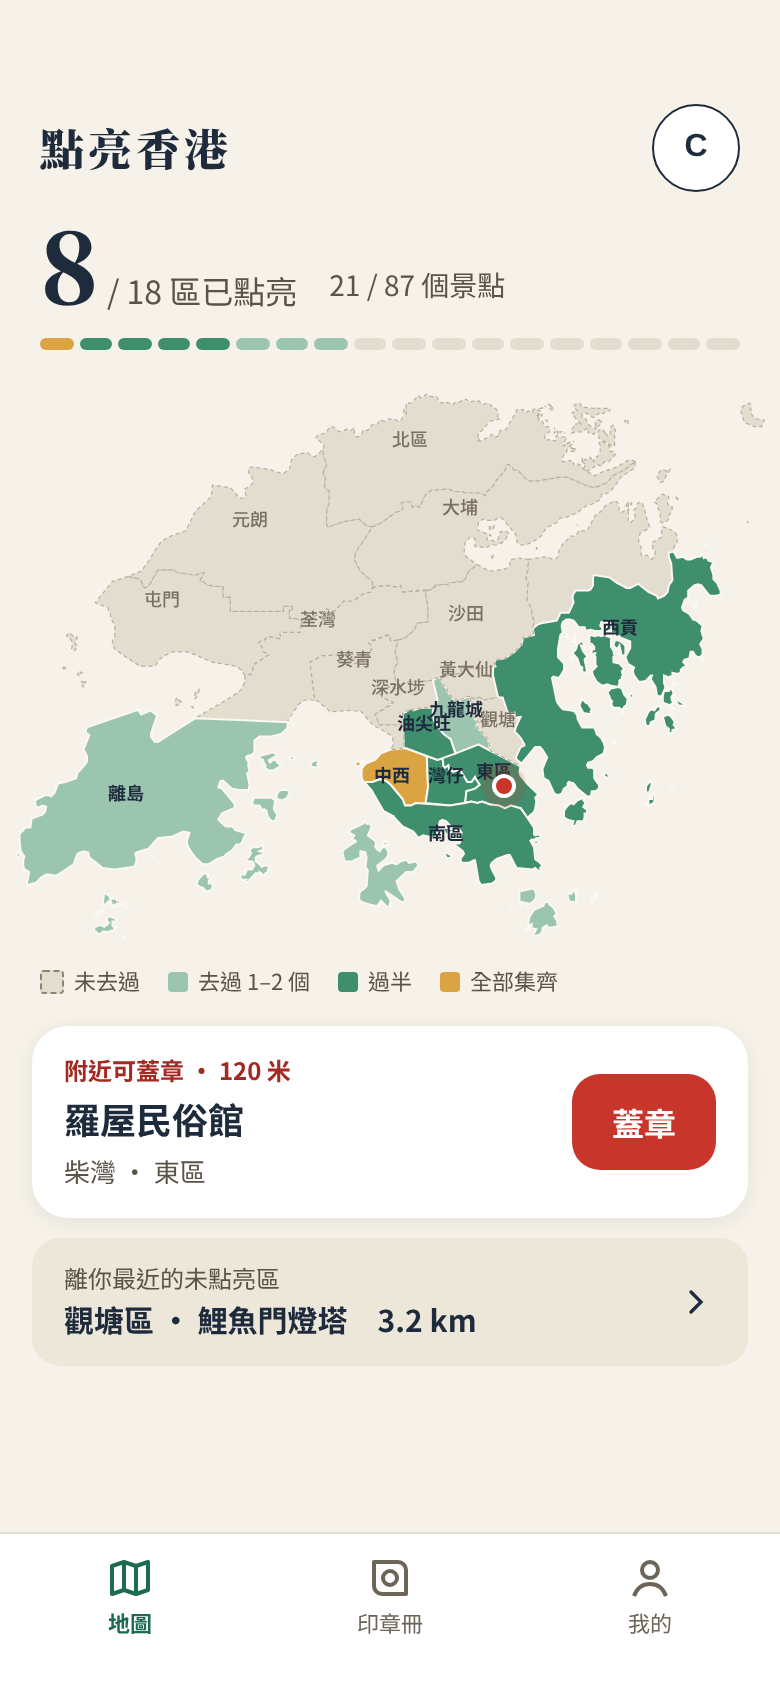 點亮香港
C
8 / 18 區已點亮 21 / 87 個景點
北區
元朗
大埔
屯門
荃灣
沙田
西貢
葵青
黃大仙
深水埗
九龍城
油尖旺
觀塘
中西
灣仔
東區
離島
南區
未去過
去過 1–2 個
過半
全部集齊
附近可蓋章 · 120 米
羅屋民俗館
柴灣 · 東區
蓋章
離你最近的未點亮區
觀塘區 · 鯉魚門燈塔 3.2 km
地圖
印章冊
我的